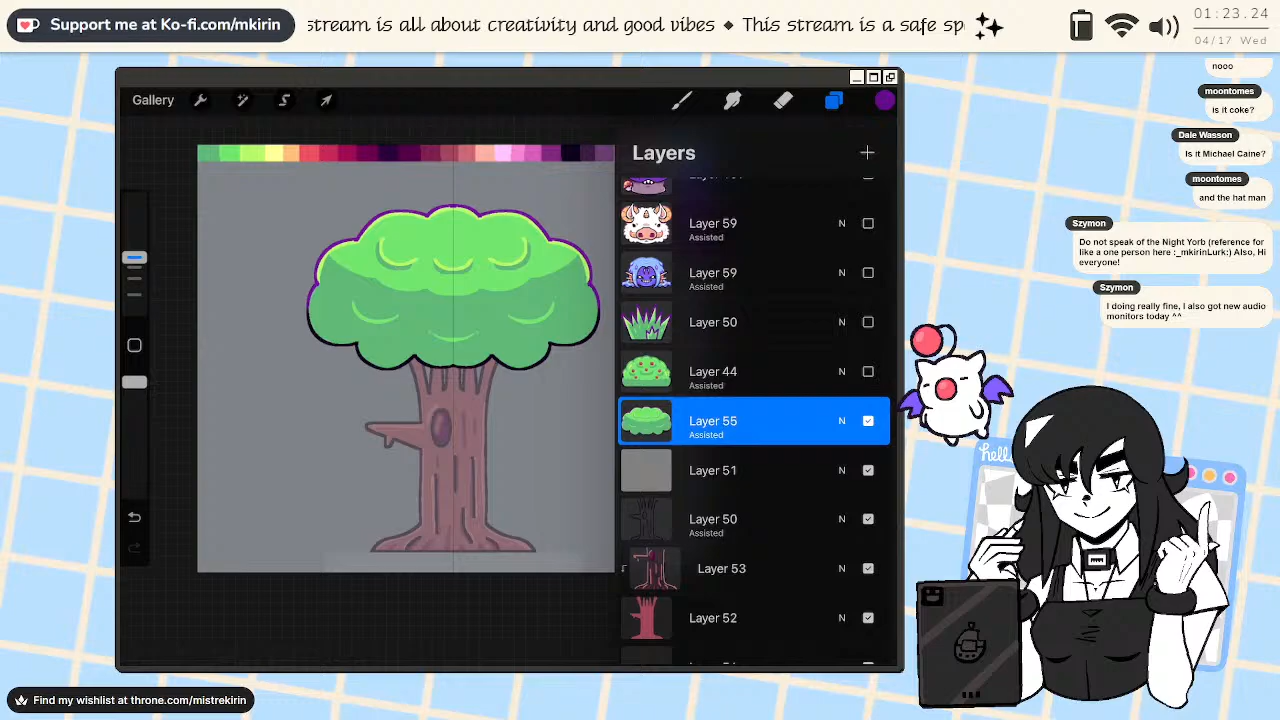 Support me at Ko-fi.com/mkirin
stream is all about creativity and good vibes ◆ This stream is a safe sp
01:23.24
04/17 Wed
nooo
moontomes
is it coke?
Dale Wasson
Is it Michael Caine?
moontomes
and the hat man
Szymon
Do not speak of the Night Yorb (reference for
like a one person here :_mkirinLurk:) Also, Hi
everyone!
Szymon
I doing really fine, I also got new audio
monitors today ^^
Gallery
Layers
Layer 59
Assisted
N
Layer 59
Assisted
N
Layer 50
N
Layer 44
Assisted
N
Layer 55
Assisted
N
Layer 51
N
Layer 50
Assisted
N
Layer 53
N
Layer 52
N
hello
Find my wishlist at throne.com/mistrekirin